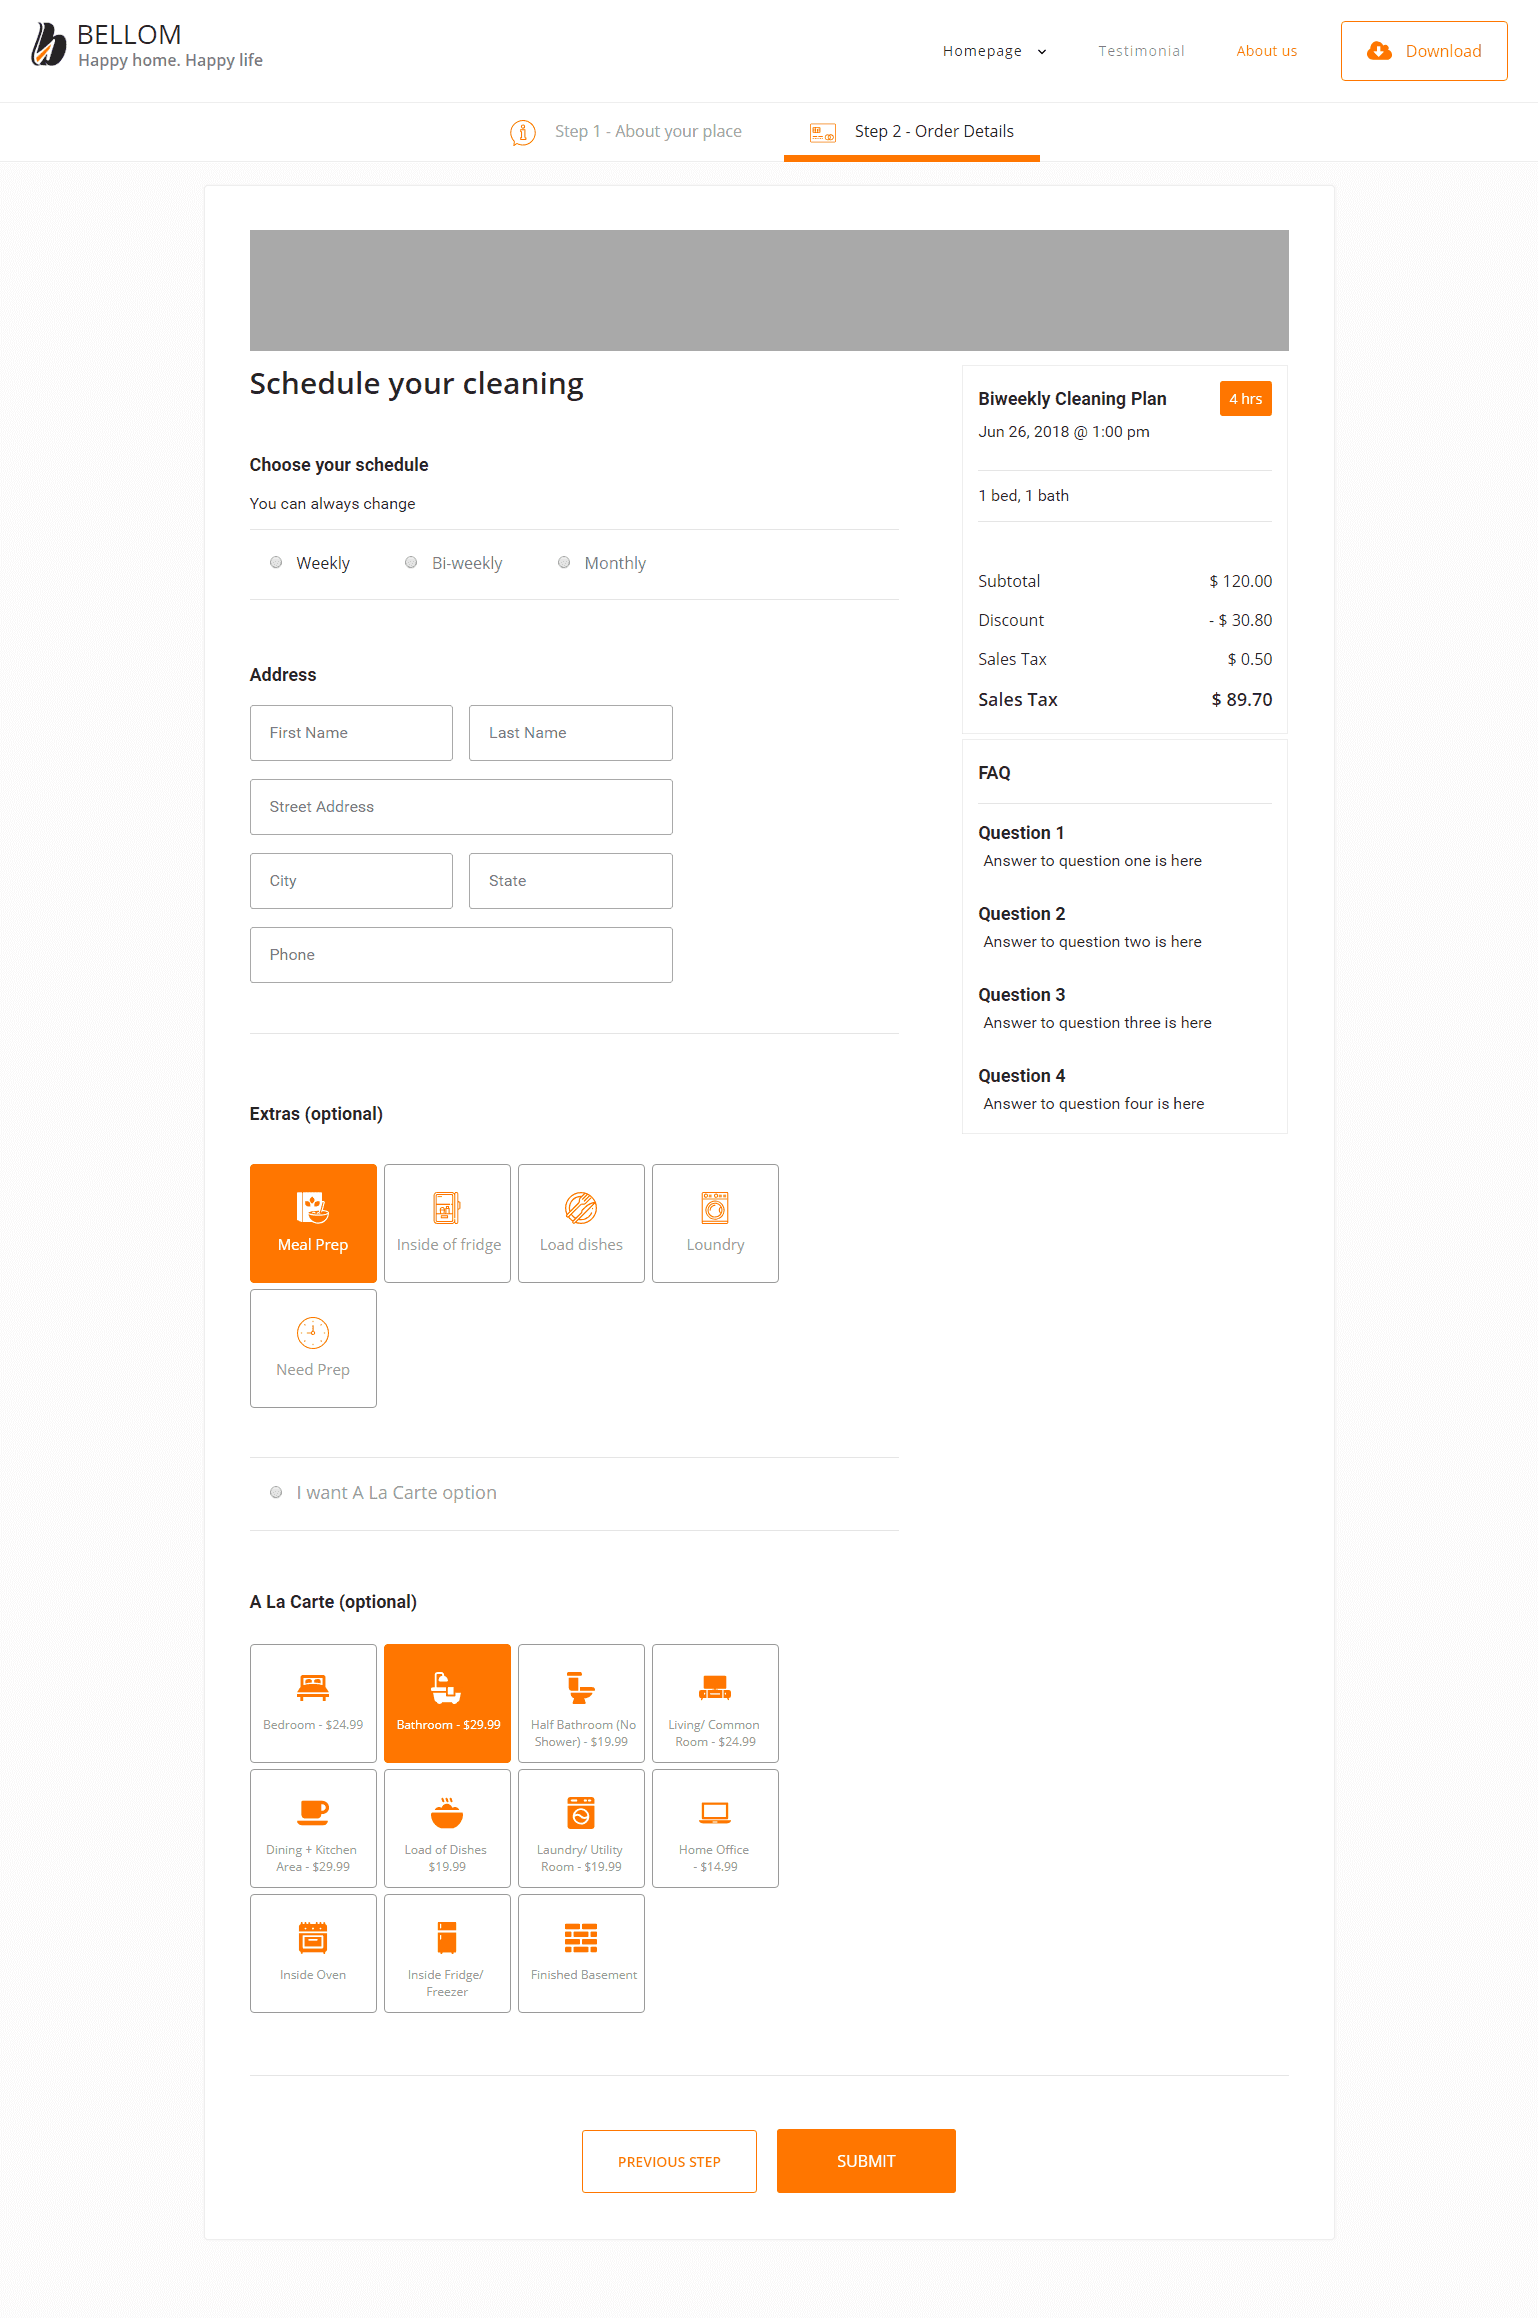 BELLOM
Happy home. Happy life
Homepage
Testimonial
About us
Download
Step 1 - About your place
Step 2 - Order Details
Schedule your cleaning
Choose your schedule
You can always change
Weekly
Bi-weekly
Monthly
Address
First Name
Last Name
Street Address
City
State
Phone
Extras (optional)
Meal Prep
Inside of fridge
Load dishes
Loundry
Need Prep
I want A La Carte option
A La Carte (optional)
Bedroom - $24.99
Bathroom - $29.99
Half Bathroom (No
Shower) - $19.99
Living/ Common
Room - $24.99
Dining + Kitchen
Area - $29.99
Load of Dishes
$19.99
Laundry/ Utility
Room - $19.99
Home Office
- $14.99
Inside Oven
Inside Fridge/
Freezer
Finished Basement
Biweekly Cleaning Plan
4 hrs
Jun 26, 2018 @ 1:00 pm
1 bed, 1 bath
Subtotal $ 120.00
Discount - $ 30.80
Sales Tax $ 0.50
Sales Tax $ 89.70
FAQ
Question 1
Answer to question one is here
Question 2
Answer to question two is here
Question 3
Answer to question three is here
Question 4
Answer to question four is here
PREVIOUS STEP
SUBMIT